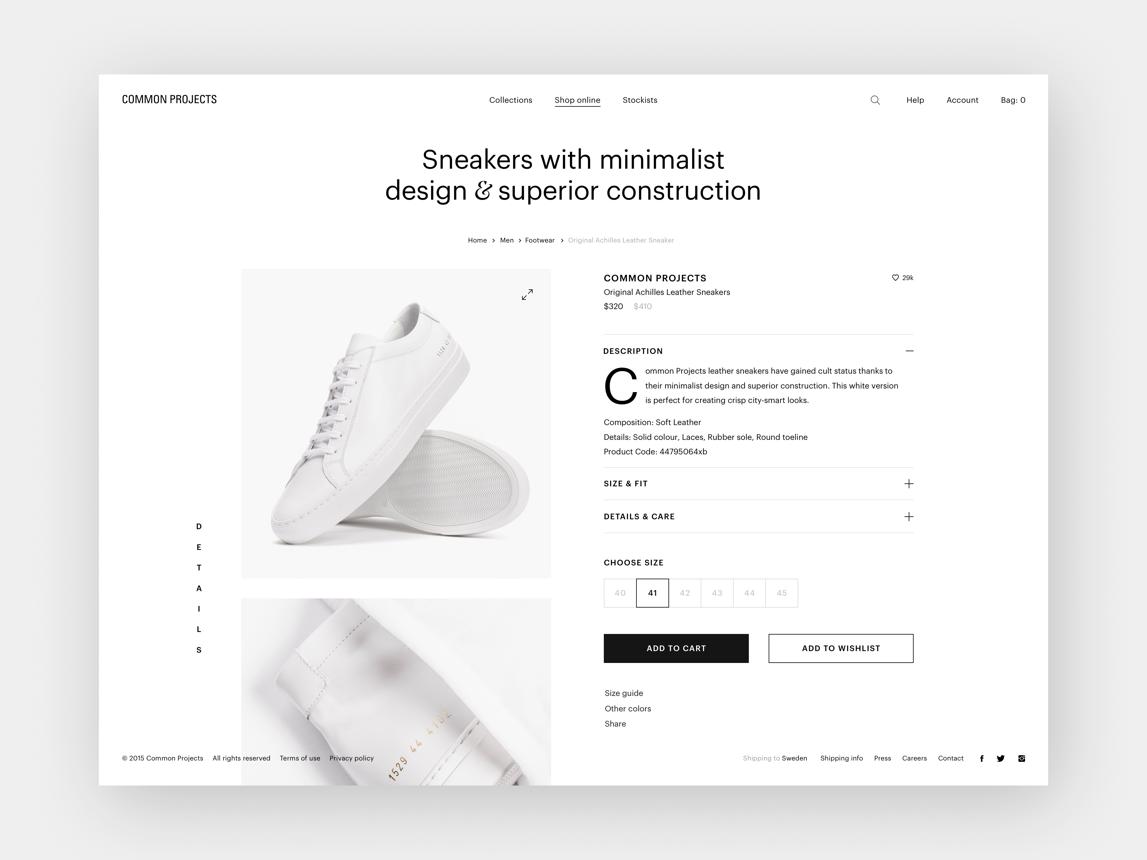 COMMON PROJECTS
Collections Shop online Stockists
Help Account Bag: 0
Sneakers with minimalist
design & superior construction
Home > Men > Footwear > Original Achilles Leather Sneaker
COMMON PROJECTS
29k
Original Achilles Leather Sneakers
$320 $410
DESCRIPTION
Common Projects leather sneakers have gained cult status thanks to
their minimalist design and superior construction. This white version
is perfect for creating crisp city-smart looks.
Composition: Soft Leather
Details: Solid colour, Laces, Rubber sole, Round toeline
Product Code: 44795064xb
SIZE & FIT
DETAILS & CARE
CHOOSE SIZE
40 41 42 43 44 45
ADD TO CART
ADD TO WISHLIST
Size guide
Other colors
Share
DETAILS
1529 44 4102
© 2015 Common Projects All rights reserved Terms of use Privacy policy
Shipping to Sweden Shipping info Press Careers Contact